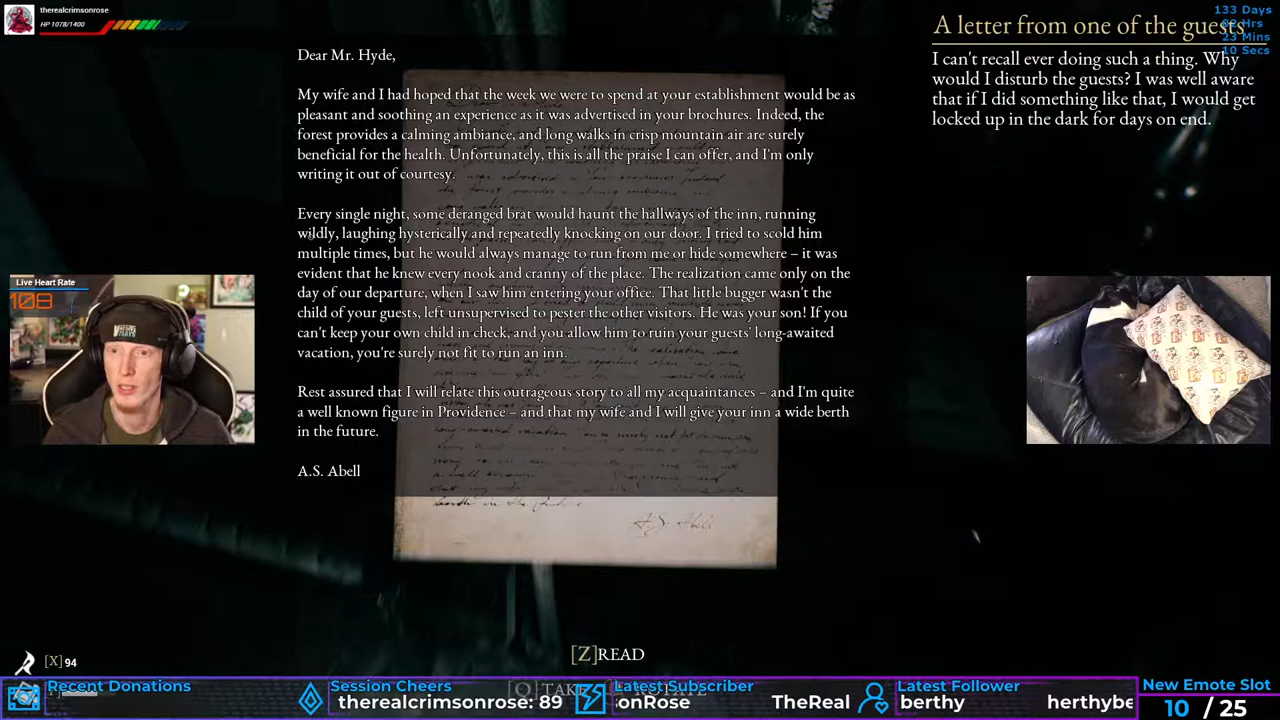 therealcrimsonrose
HP 1078/1400
Dear Mr. Hyde,
My wife and I had hoped that the week we were to spend at your establishment would be as
pleasant and soothing an experience as it was advertised in your brochures. Indeed, the
forest provides a calming ambiance, and long walks in crisp mountain air are surely
beneficial for the health. Unfortunately, this is all the praise I can offer, and I'm only
writing it out of courtesy.
Every single night, some deranged brat would haunt the hallways of the inn, running
wildly, laughing hysterically and repeatedly knocking on our door. I tried to scold him
multiple times, but he would always manage to run from me or hide somewhere – it was
evident that he knew every nook and cranny of the place. The realization came only on the
day of our departure, when I saw him entering your office. That little bugger wasn't the
child of your guests, left unsupervised to pester the other visitors. He was your son! If you
can't keep your own child in check, and you allow him to ruin your guests' long-awaited
vacation, you're surely not fit to run an inn.
Rest assured that I will relate this outrageous story to all my acquaintances – and I'm quite
a well known figure in Providence – and that my wife and I will give your inn a wide berth
in the future.
A.S. Abell
133 Days
Hrs
23 Mins
10 Secs
A letter from one of the guests
I can't recall ever doing such a thing. Why
would I disturb the guests? I was well aware
that if I did something like that, I would get
locked up in the dark for days on end.
Live Heart Rate
108
[Z]READ
[X] 94
Recent Donations
Session Cheers
therealcrimsonrose: 89
Latest Subscriber
onRose TheReal
Latest Follower
berthy herthybe
New Emote Slot
10 / 25